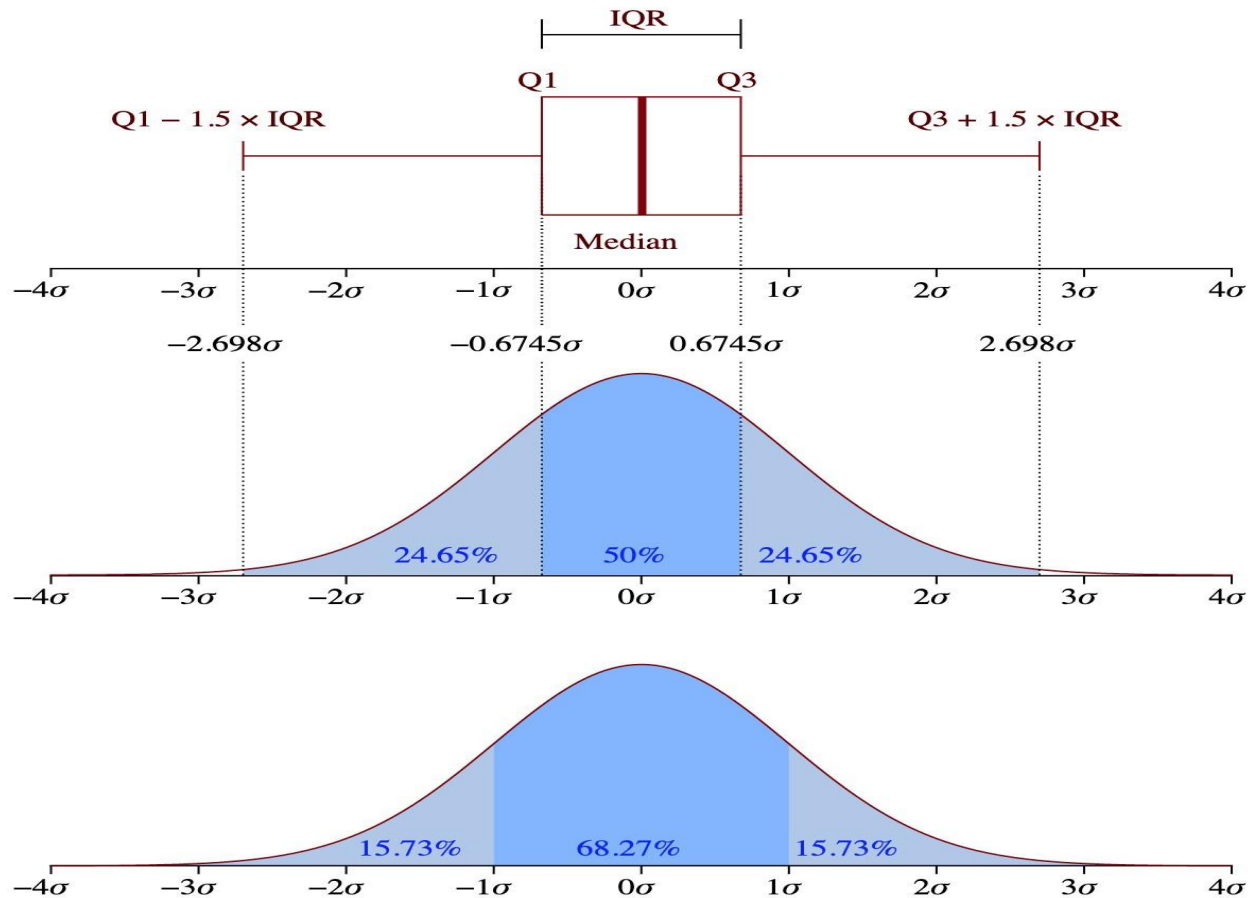 IQR
Q1 Q3
Q1 − 1.5 × IQR Q3 + 1.5 × IQR
Median
−4σ −3σ −2σ −1σ 0σ 1σ 2σ 3σ 4σ
−2.698σ −0.6745σ 0.6745σ 2.698σ
24.65% 50% 24.65%
−4σ −3σ −2σ −1σ 0σ 1σ 2σ 3σ 4σ
15.73% 68.27% 15.73%
−4σ −3σ −2σ −1σ 0σ 1σ 2σ 3σ 4σ